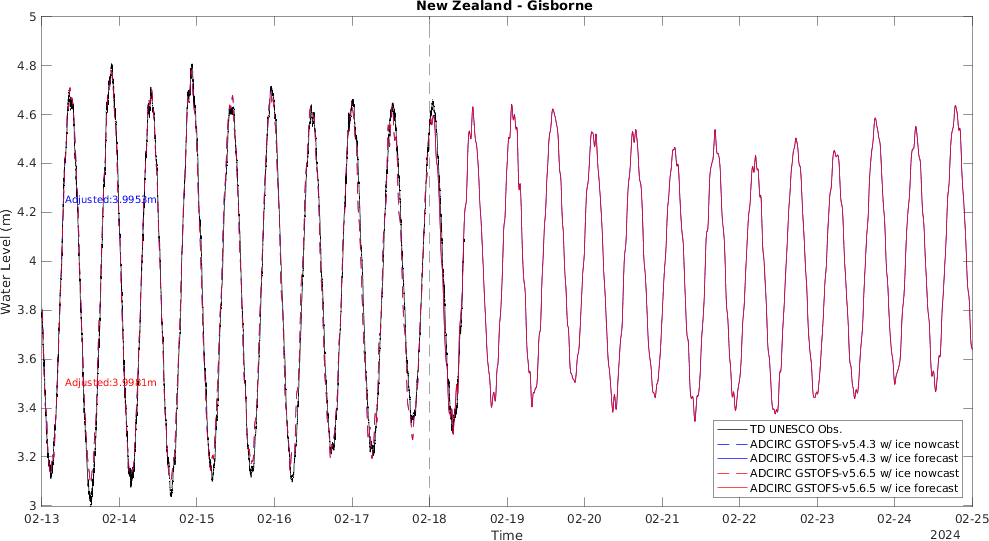 New Zealand - Gisborne
5
4.8
4.6
4.4
4.2
4
3.8
3.6
3.4
3.2
3
Water Level (m)
Adjusted:3.9953m
Adjusted:3.9981m
TD UNESCO Obs.
ADCIRC GSTOFS-v5.4.3 w/ ice nowcast
ADCIRC GSTOFS-v5.4.3 w/ ice forecast
ADCIRC GSTOFS-v5.6.5 w/ ice nowcast
ADCIRC GSTOFS-v5.6.5 w/ ice forecast
02-13 02-14 02-15 02-16 02-17 02-18 02-19 02-20 02-21 02-22 02-23 02-24 02-25
Time
2024